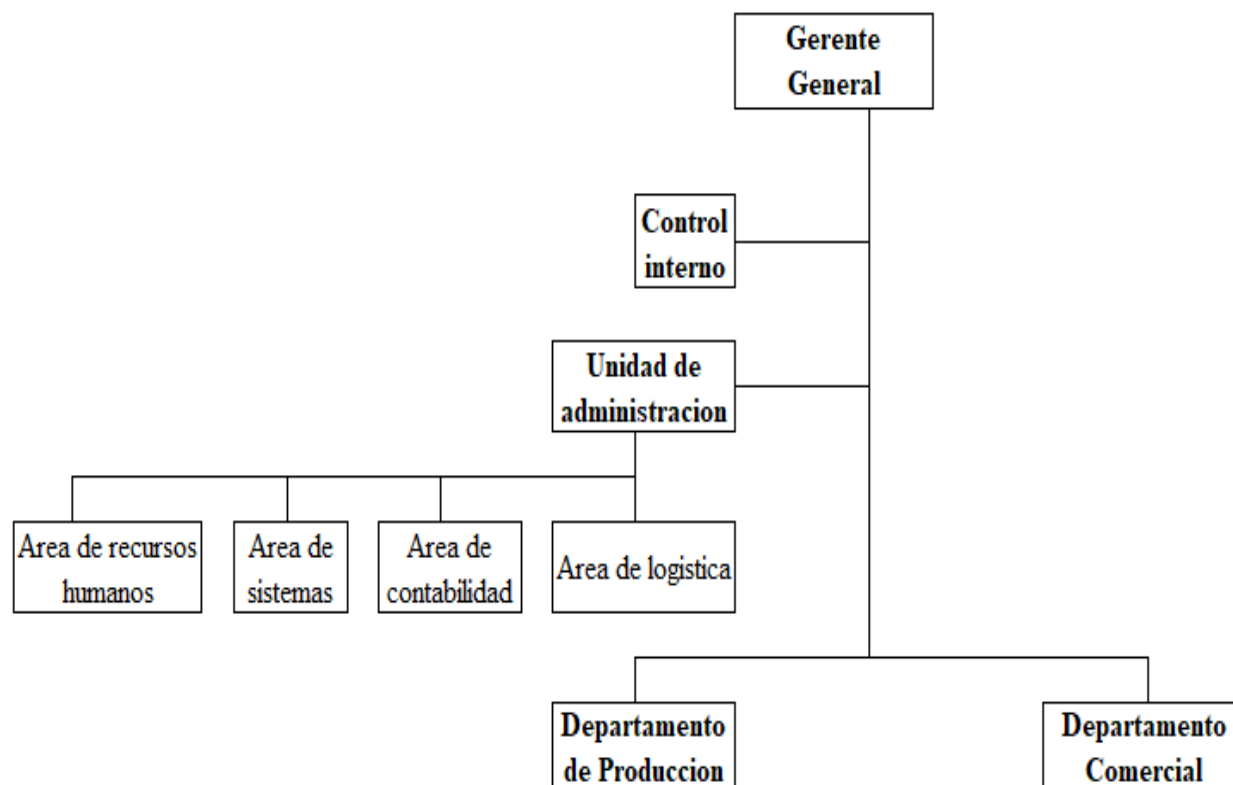 Gerente
General
Control
interno
Unidad de
administracion
Area de recursos
humanos
Area de
sistemas
Area de
contabilidad
Area de logistica
Departamento
de Produccion
Departamento
Comercial